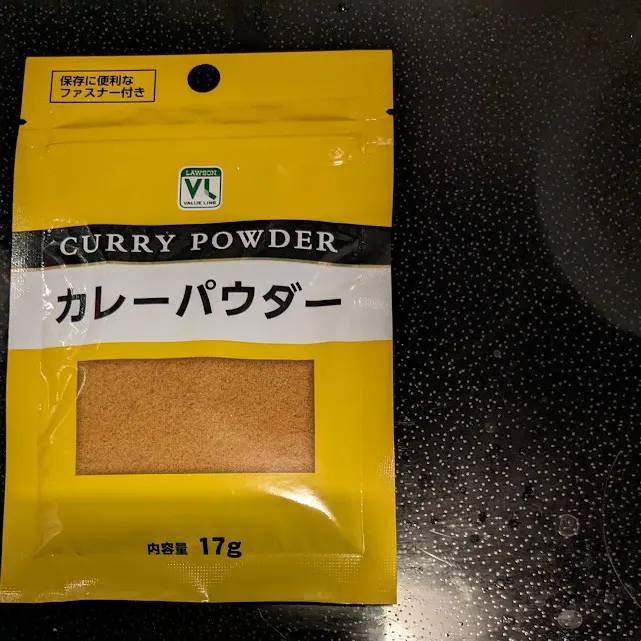 保存に便利な
ファスナー付き
LAWSON
VL
VALUE LINE
CURRY POWDER
カレーパウダー
内容量 17g